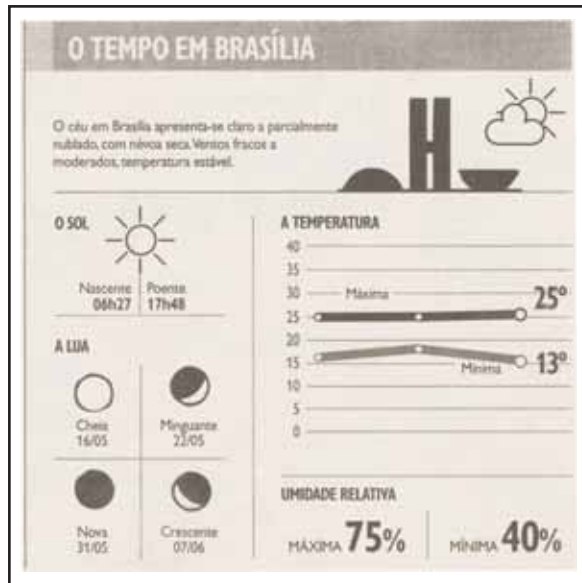 O TEMPO EM BRASÍLIA
O céu em Brasília apresenta-se claro a parcialmente
nublado, com névoa seca. Ventos fracos a
moderados, temperatura estável.
O SOL
Nascente
06h27
Poente
17h48
A LUA
Cheia
16/05
Minguante
22/05
Nova
31/05
Crescente
07/06
A TEMPERATURA
40
35
30
25
20
15
10
5
0
Máxima
25º
Mínima
13º
UMIDADE RELATIVA
MÁXIMA 75%
MÍNIMA 40%